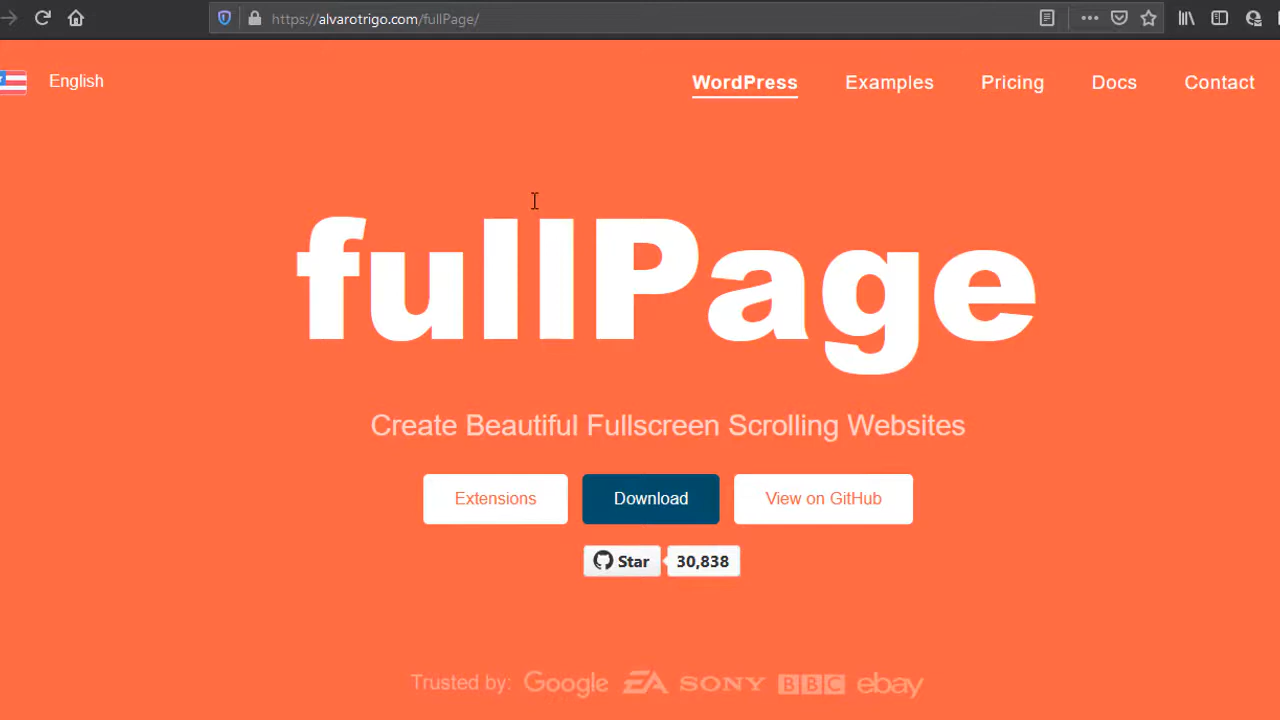 https://alvarotrigo.com/fullPage/
English
WordPress Examples Pricing Docs Contact
fullPage
Create Beautiful Fullscreen Scrolling Websites
Extensions Download View on GitHub
Star 30,838
Trusted by: Google EA SONY BBC ebay